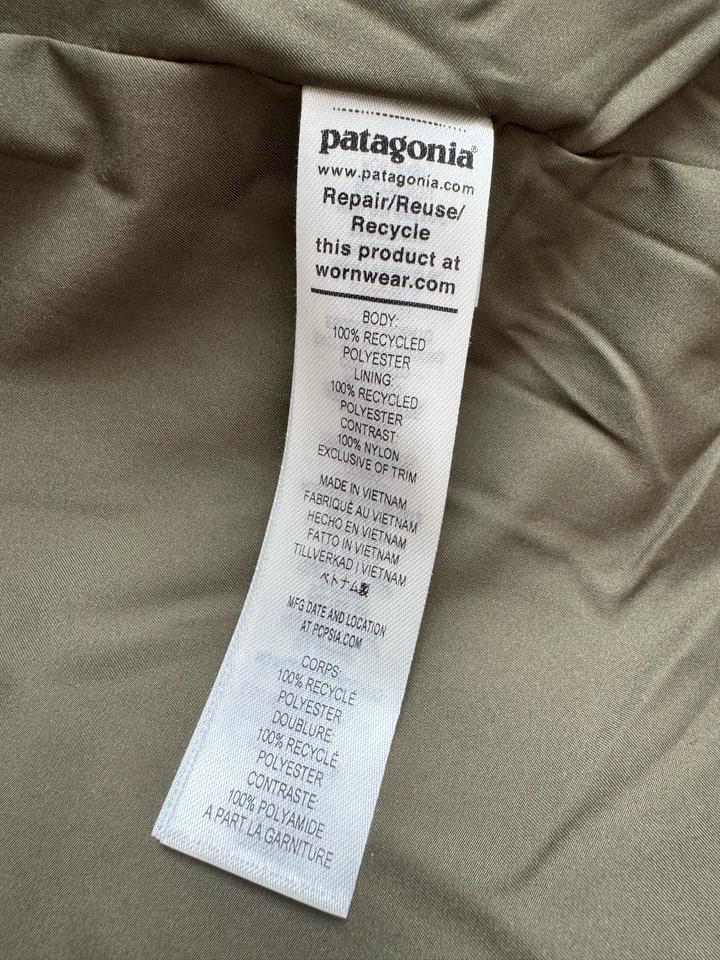 patagonia®
www.patagonia.com
Repair/Reuse/
Recycle
this product at
wornwear.com
BODY:
100% RECYCLED
POLYESTER
LINING:
100% RECYCLED
POLYESTER
CONTRAST:
100% NYLON
EXCLUSIVE OF TRIM
MADE IN VIETNAM
FABRIQUÉ AU VIETNAM
HECHO EN VIETNAM
FATTO IN VIETNAM
TILLVERKAD I VIETNAM
ベトナム製
MFG DATE AND LOCATION
AT PCPSIA.COM
CORPS:
100% RECYCLÉ
POLYESTER
DOUBLURE:
100% RECYCLÉ
POLYESTER
CONTRASTE:
100% POLYAMIDE
À PART LA GARNITURE